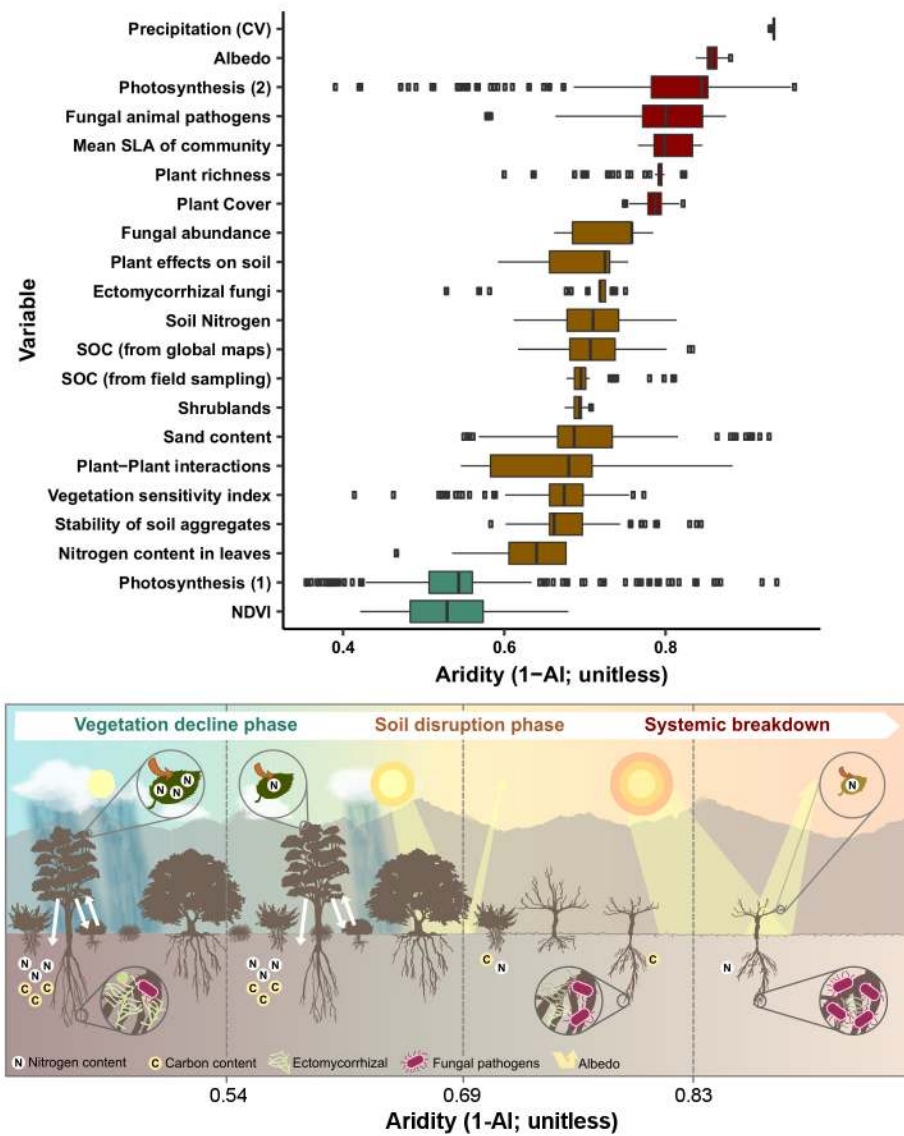 Precipitation (CV)
Albedo
Photosynthesis (2)
Fungal animal pathogens
Mean SLA of community
Plant richness
Plant Cover
Fungal abundance
Plant effects on soil
Ectomycorrhizal fungi
Soil Nitrogen
SOC (from global maps)
SOC (from field sampling)
Shrublands
Sand content
Plant−Plant interactions
Vegetation sensitivity index
Stability of soil aggregates
Nitrogen content in leaves
Photosynthesis (1)
NDVI
Variable
0.4 0.6 0.8
Aridity (1−AI; unitless)
Vegetation decline phase Soil disruption phase Systemic breakdown
N N N N N
N N N N N N N N
C C C C C C C C
N N
N Nitrogen content C Carbon content Ectomycorrhizal Fungal pathogens Albedo
0.54 0.69 0.83
Aridity (1-AI; unitless)